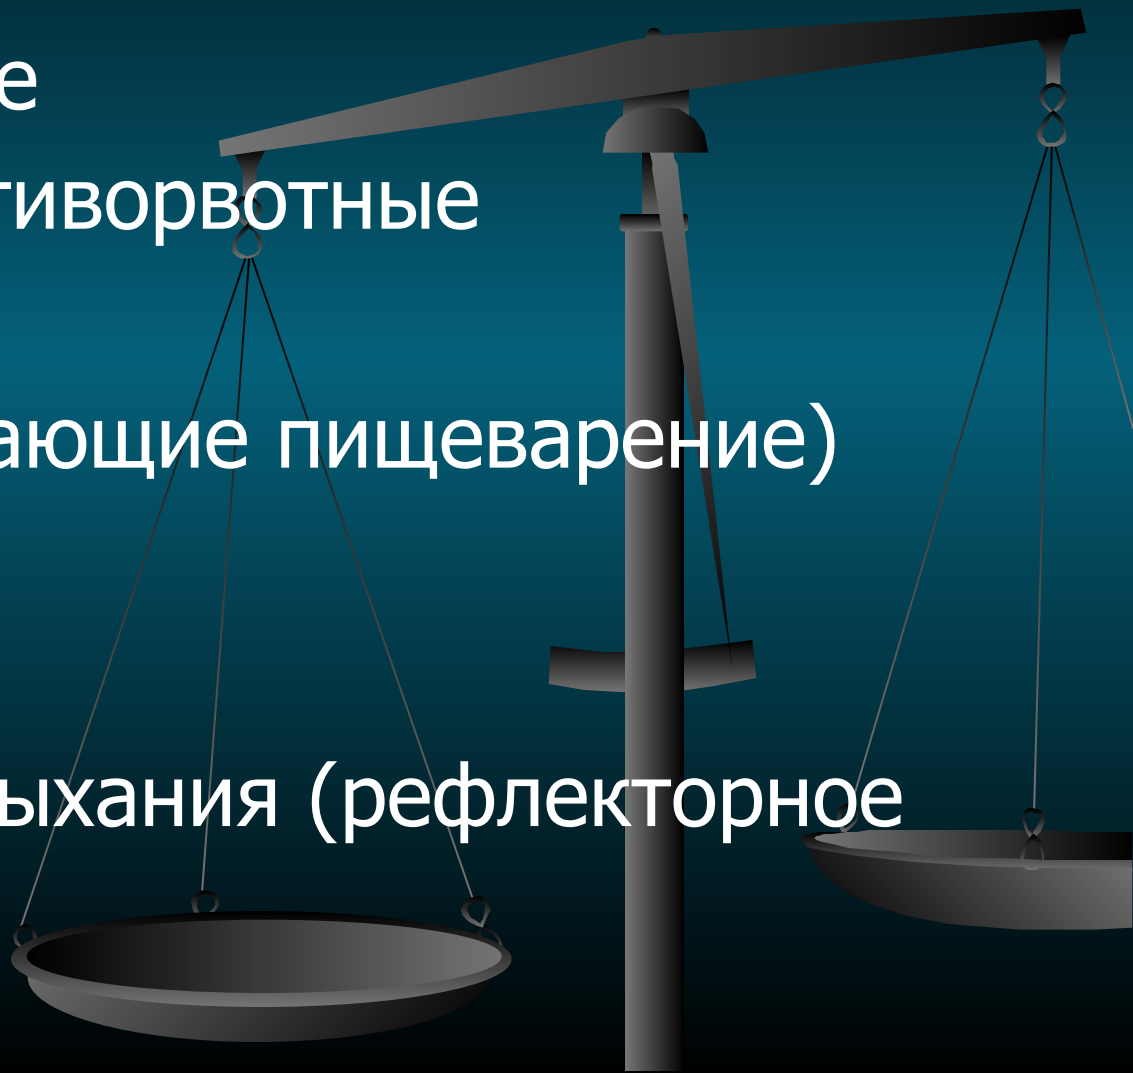 е
тиворвотные
ающие пищеварение)
ыхания (рефлекторное